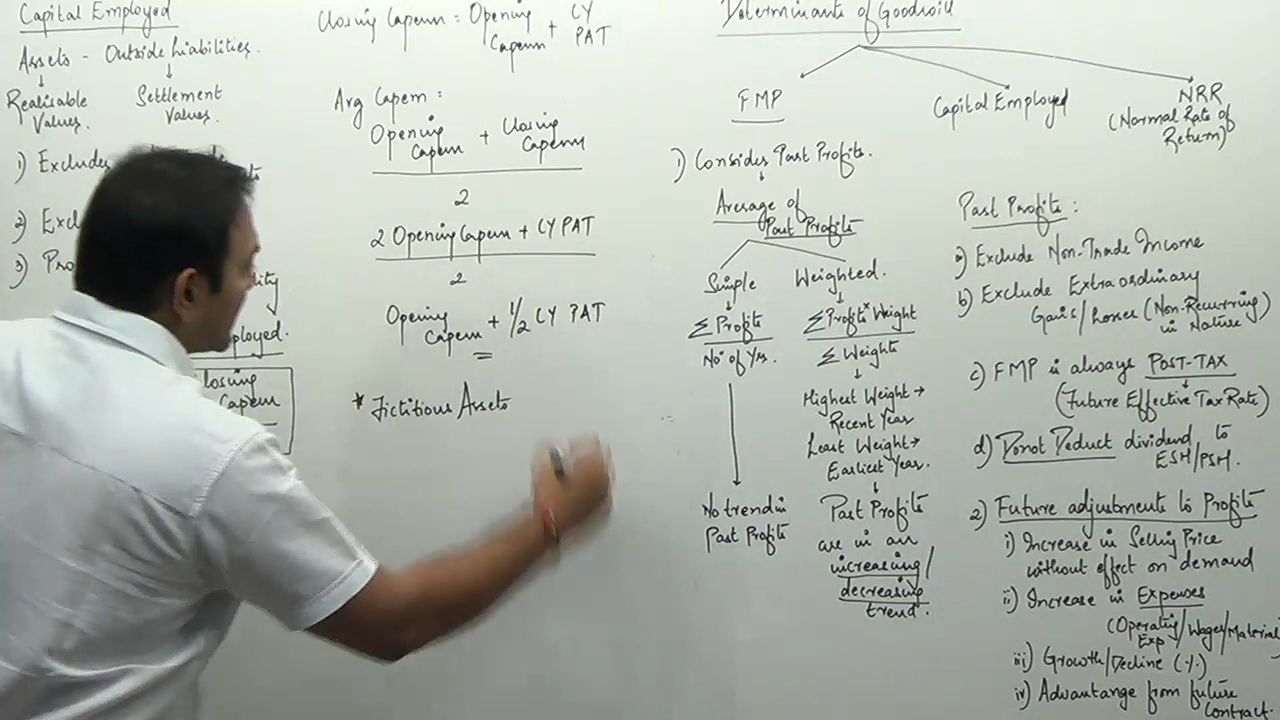 Capital Employed
Assets - Outside Liabilities.
↓ ↓
Realisable Settlement
Values. Values.
1) Excludes
2) Excl
3) Pro
ployed.
losing
Capem
Closing Capem = Opening Capem + CY PAT
Avg Capem =
Opening Capem + Closing Capem
2
2 Opening Capem + CY PAT
2
Opening Capem + 1/2 CY PAT
* Fictitious Assets
Determinants of Goodwill
FMP
Capital Employed
NRR
(Normal Rate of
Return)
1) Considers Past Profits.
↓
Average of
Past Profits
Simple Weighted.
↓ ↓
Σ Profits
No of Yrs.
Σ Profits x Weight
Σ Weights
↓
Highest Weight →
Recent Year
Least Weight →
Earliest Year.
↓
No trend in
Past Profits
Past Profits
are in an
increasing/
decreasing
trend.
Past Profits:
a) Exclude Non-Trade Income
b) Exclude Extraordinary
Gains/Losses (Non-Recurring)
in Nature
c) FMP is always POST-TAX
↓
(Future Effective Tax Rate)
d) Donot Deduct dividend to
ESH/PSH.
2) Future adjustments to Profits
i) Increase in Selling Price
without effect on demand
ii) Increase in Expenses
(Operating Exp/Wages/Material)
iii) Growth/Decline (%)
iv) Advantange from future
Contract.